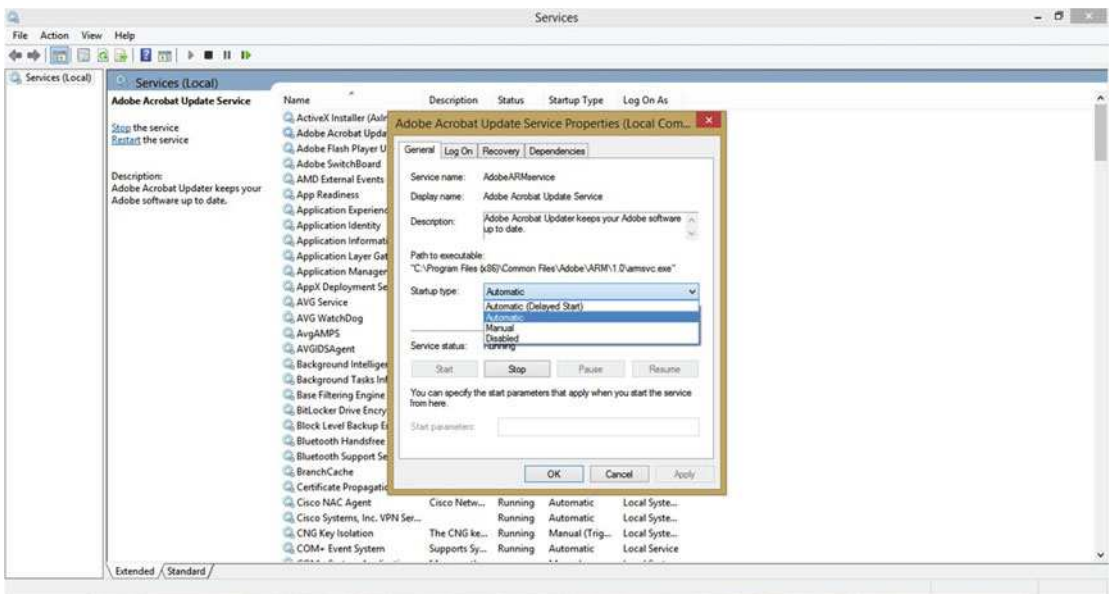 Services
File Action View Help
Services (Local)
Services (Local)
Adobe Acrobat Update Service
Stop the service
Restart the service
Description:
Adobe Acrobat Updater keeps your
Adobe software up to date.
Name Description Status Startup Type Log On As
ActiveX Installer (AxIn
Adobe Acrobat Upda
Adobe Flash Player U
Adobe SwitchBoard
AMD External Events
App Readiness
Application Experienc
Application Identity
Application Informati
Application Layer Gat
Application Manager
AppX Deployment Se
AVG Service
AVG WatchDog
AvgAMPS
AVGIDSAgent
Background Intelliger
Background Tasks Inf
Base Filtering Engine
BitLocker Drive Encry
Block Level Backup E
Bluetooth Handsfree
Bluetooth Support Se
BranchCache
Certificate Propagatic
Cisco NAC Agent Cisco Netw... Running Automatic Local Syste...
Cisco Systems, Inc. VPN Ser... Running Automatic Local Syste...
CNG Key Isolation The CNG ke... Running Manual (Trig... Local Syste...
COM+ Event System Supports Sy... Running Automatic Local Service
Adobe Acrobat Update Service Properties (Local Com...
General Log On Recovery Dependencies
Service name: AdobeARMservice
Display name: Adobe Acrobat Update Service
Description: Adobe Acrobat Updater keeps your Adobe software
up to date.
Path to executable:
"C:\Program Files (x86)\Common Files\Adobe\ARM\1.0\armsvc.exe"
Startup type: Automatic
Automatic (Delayed Start)
Automatic
Manual
Disabled
Service status: Running
Start Stop Pause Resume
You can specify the start parameters that apply when you start the service
from here.
Start parameters:
OK Cancel Apply
Extended Standard